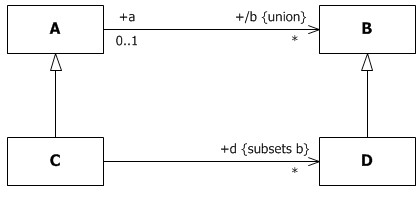 A
+a
+/b {union}
B
0..1
*
C
+d {subsets b}
D
*